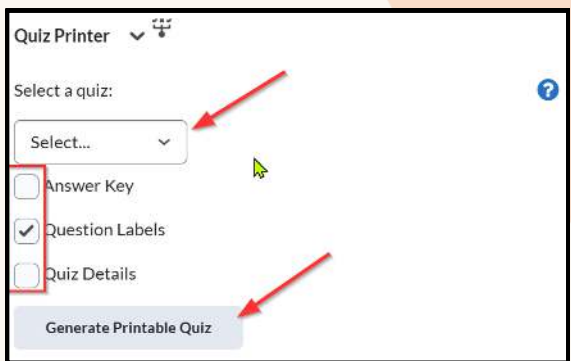 Quiz Printer
Select a quiz:
?
Select...
Answer Key
Question Labels
Quiz Details
Generate Printable Quiz